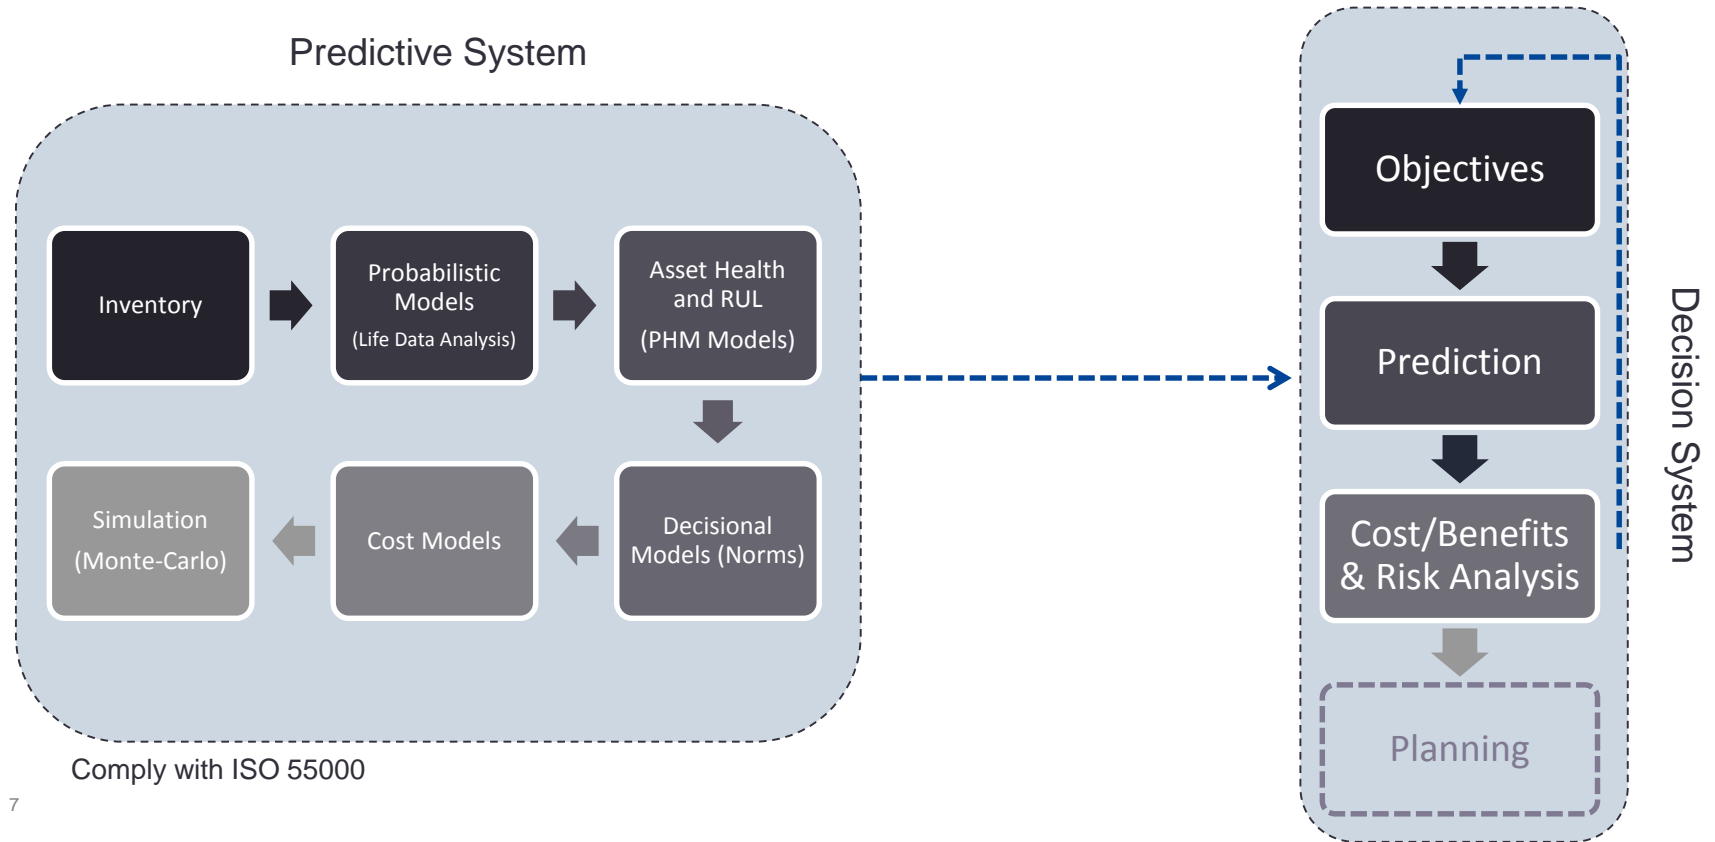 Predictive System
Inventory
Probabilistic
Models
(Life Data Analysis)
Asset Health
and RUL
(PHM Models)
Simulation
(Monte-Carlo)
Cost Models
Decisional
Models (Norms)
Comply with ISO 55000
7
Objectives
Prediction
Cost/Benefits
& Risk Analysis
Planning
Decision System